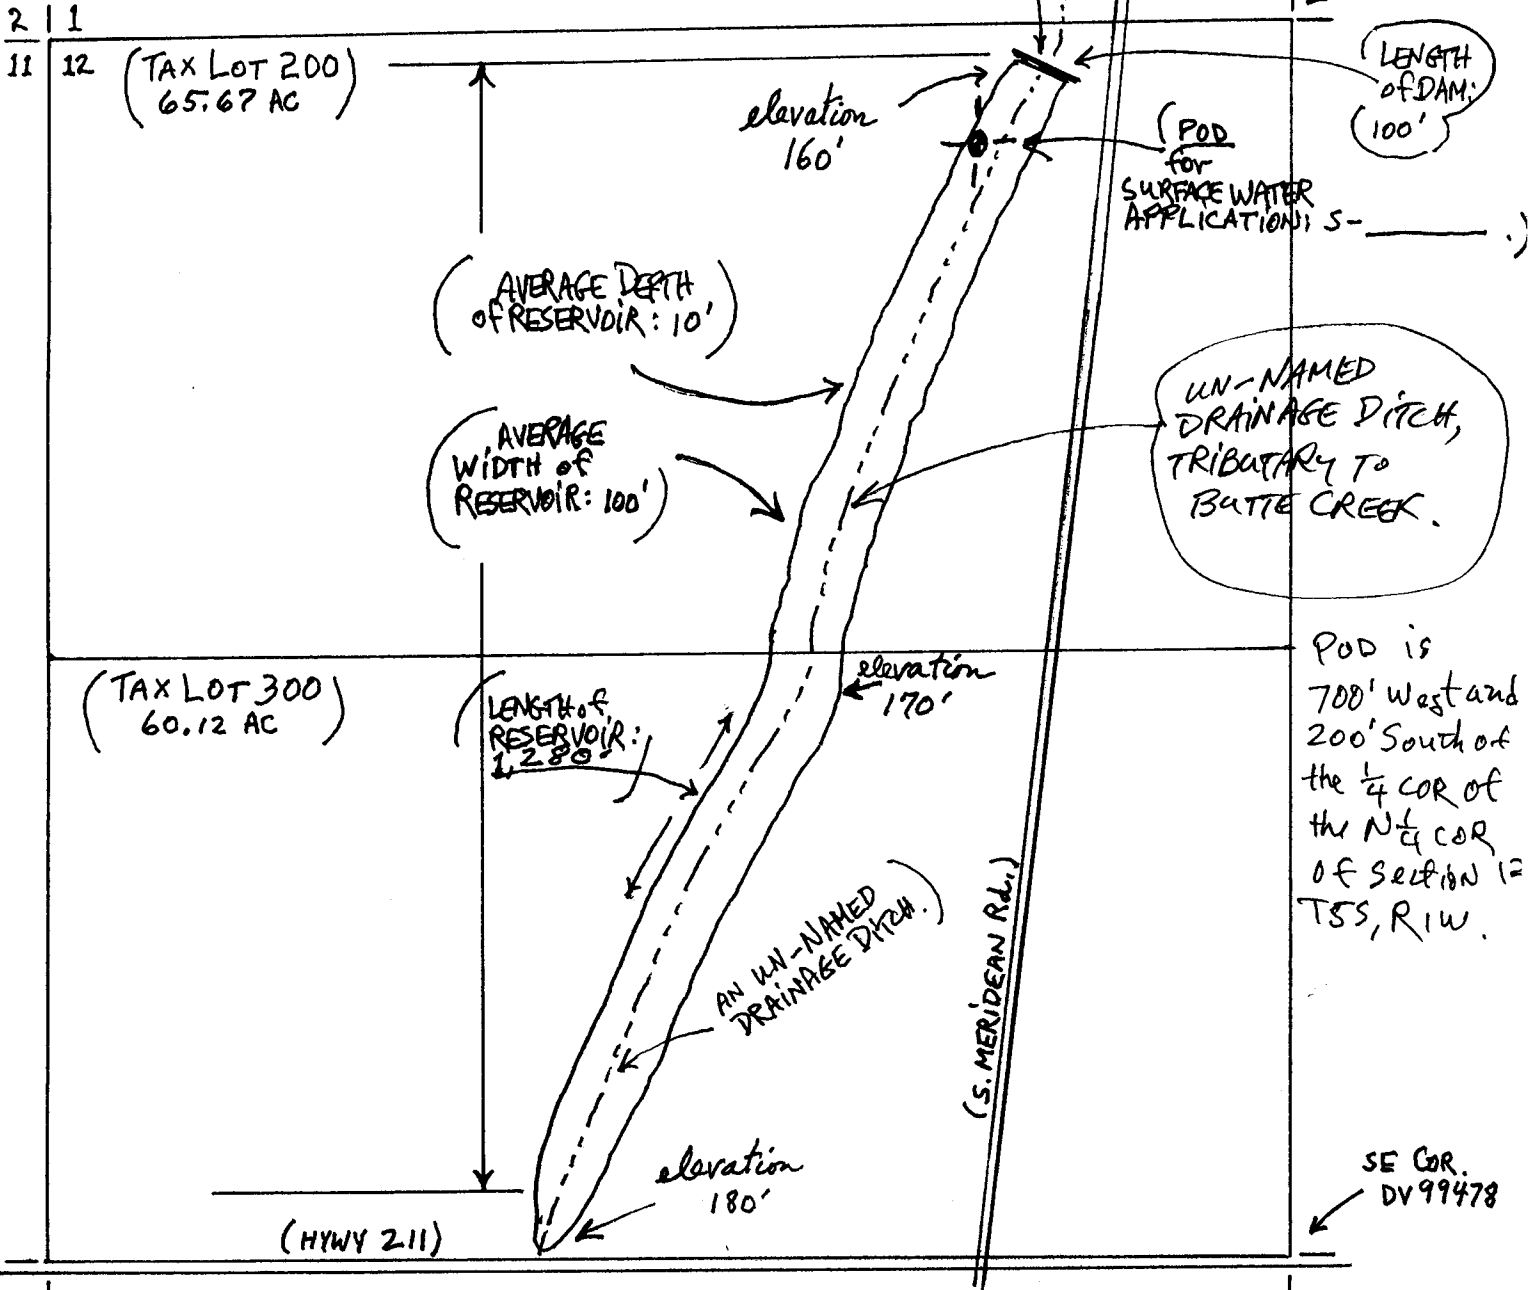 2 | 1
11 | 12
(TAX LOT 200)
65.67 AC
elevation
160'
LENGTH
of DAM:
(100')
(POD
for
SURFACE WATER
APPLICATION: S-________.)
(AVERAGE DEPTH
of RESERVOIR: 10')
(AVERAGE
WIDTH of
RESERVOIR: 100')
UN-NAMED
DRAINAGE DITCH,
TRIBUTARY TO
BUTTE CREEK.
(TAX LOT 300)
60.12 AC
(LENGTH of
RESERVOIR:
1,280')
elevation
170'
POD is
700' West and
200' South of
the 1/4 COR of
the N 1/4 COR
of Section 12
T5S, R1W.
AN UN-NAMED
DRAINAGE DITCH.)
(S. MERIDEAN Rd.)
elevation
180'
(HYWY 211)
SE COR.
DV 99478